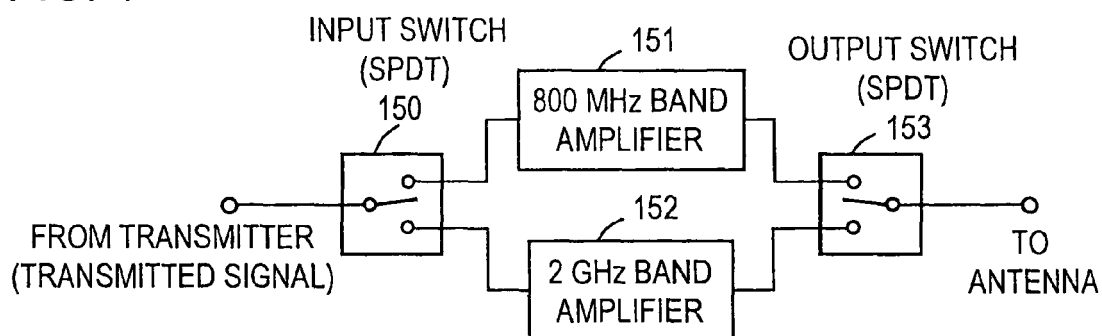 INPUT SWITCH
(SPDT)
150
151
800 MHz BAND
AMPLIFIER
OUTPUT SWITCH
(SPDT)
153
FROM TRANSMITTER
(TRANSMITTED SIGNAL)
152
2 GHz BAND
AMPLIFIER
TO
ANTENNA